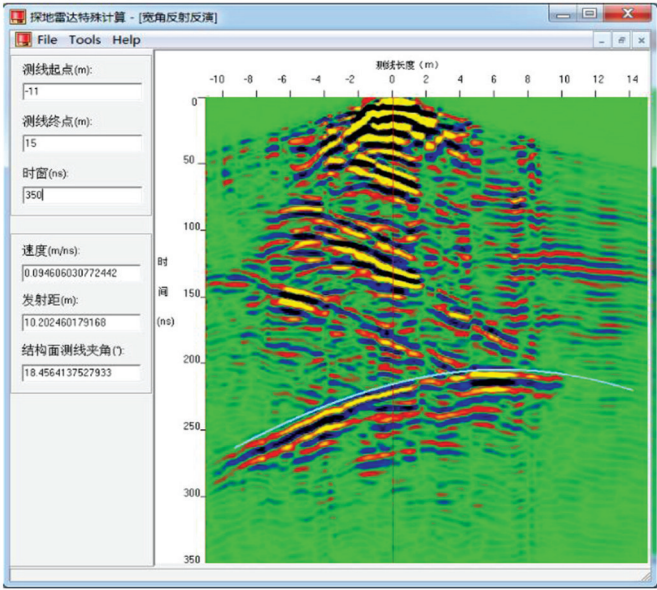 探地雷达特殊计算 - [宽角反射反演]
File Tools Help
测线起点(m):
-11
测线终点(m):
15
时窗(ns):
350
速度(m/ns):
0.094606030772442
发射距(m):
10.202460179168
结构面测线夹角(°):
18.4564137527933
测线长度(m)
-10 -8 -6 -4 -2 0 2 4 6 8 10 12 14
0
50
100
150
200
250
300
350
时
间
(ns)